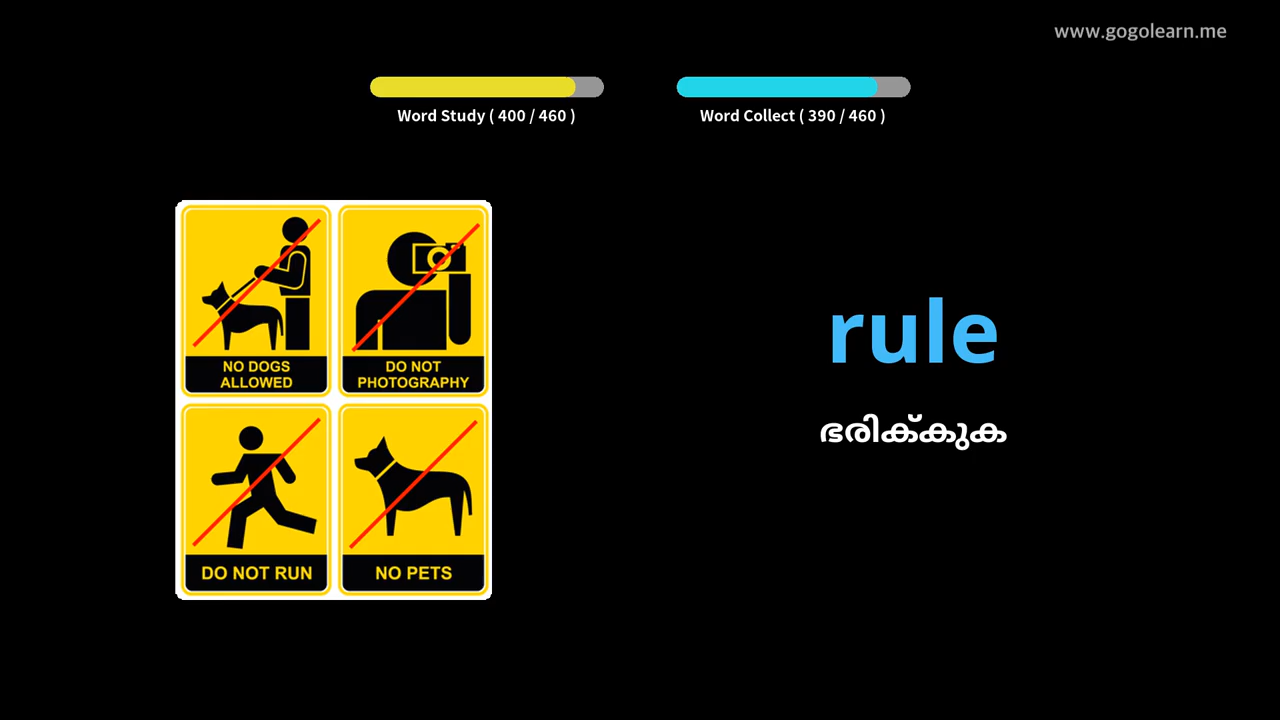 www.gogolearn.me
Word Study ( 400 / 460 )
Word Collect ( 390 / 460 )
NO DOGS
ALLOWED
DO NOT
PHOTOGRAPHY
DO NOT RUN
NO PETS
rule
ഭരിക്കുക